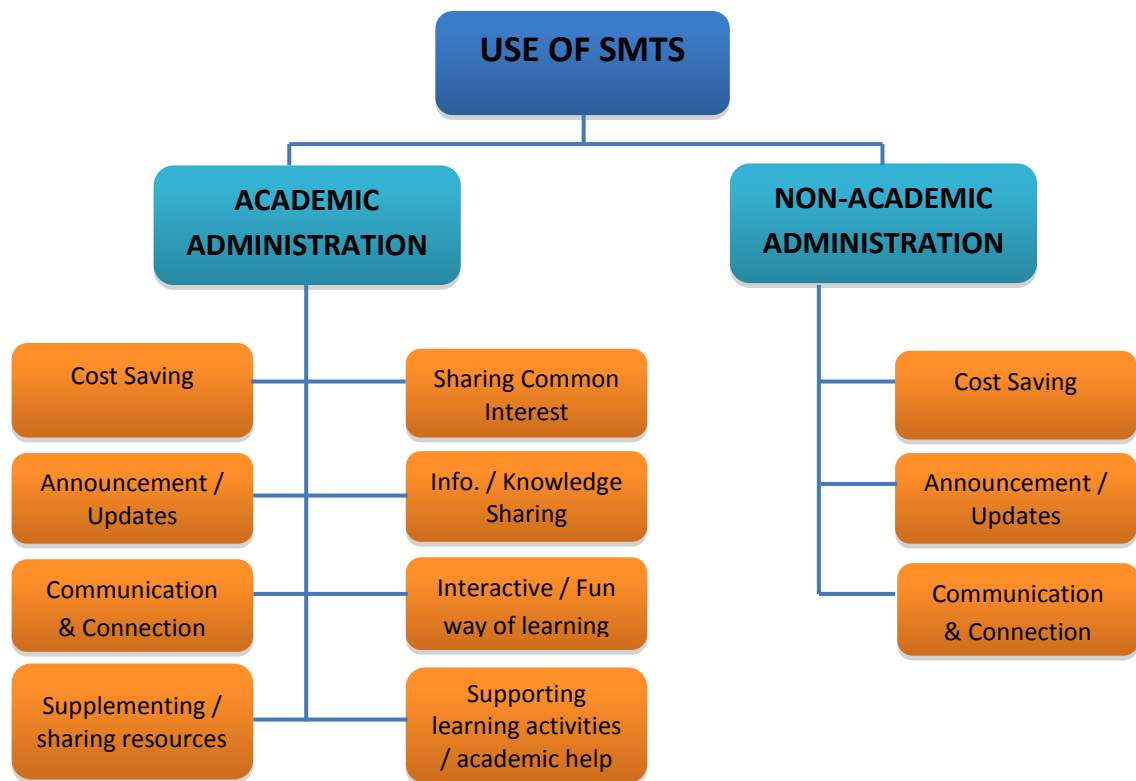 USE OF SMTS
ACADEMIC
ADMINISTRATION
NON-ACADEMIC
ADMINISTRATION
Cost Saving
Sharing Common
Interest
Announcement /
Updates
Info. / Knowledge
Sharing
Communication
& Connection
Interactive / Fun
way of learning
Supplementing /
sharing resources
Supporting
learning activities
/ academic help
Cost Saving
Announcement /
Updates
Communication
& Connection